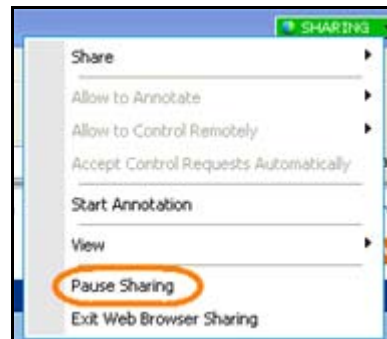 SHARING
Share
Allow to Annotate
Allow to Control Remotely
Accept Control Requests Automatically
Start Annotation
View
Pause Sharing
Exit Web Browser Sharing